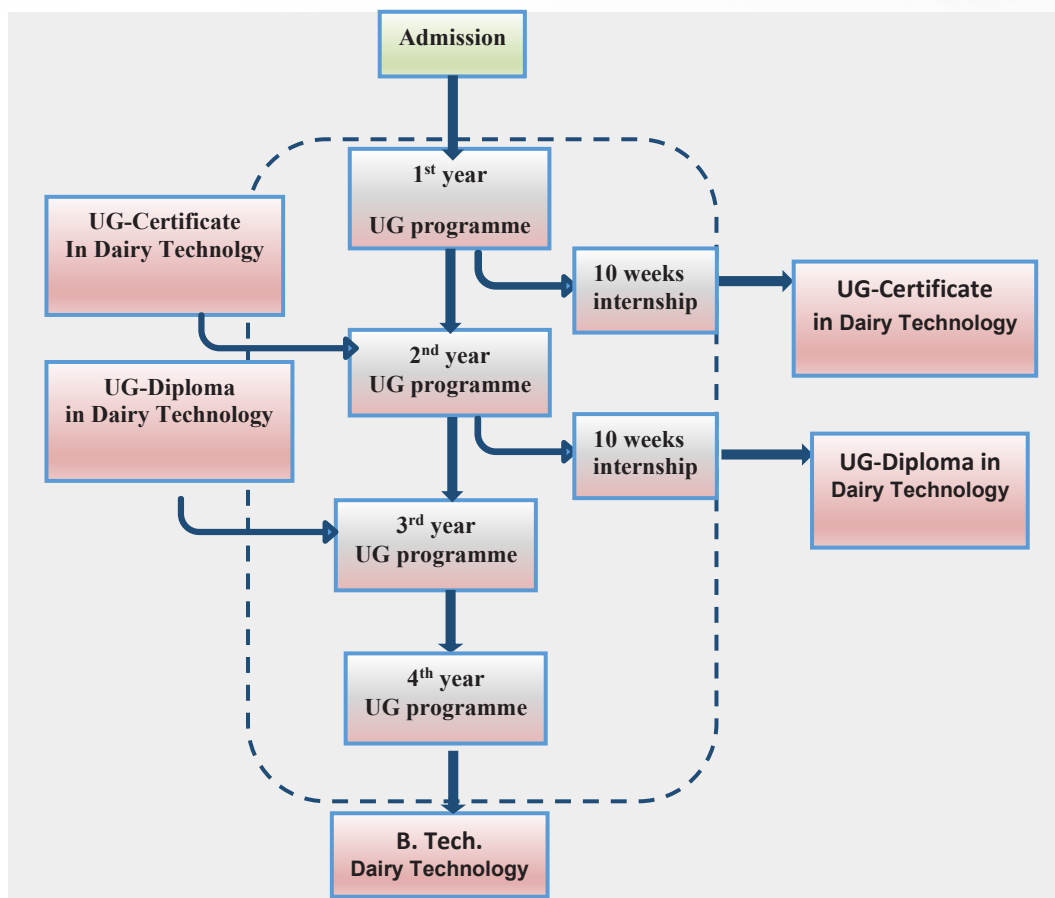 Admission
1st year
UG programme
UG-Certificate
In Dairy Technolgy
10 weeks
internship
UG-Certificate
in Dairy Technology
2nd year
UG programme
UG-Diploma
in Dairy Technology
10 weeks
internship
UG-Diploma in
Dairy Technology
3rd year
UG programme
4th year
UG programme
B. Tech.
Dairy Technology